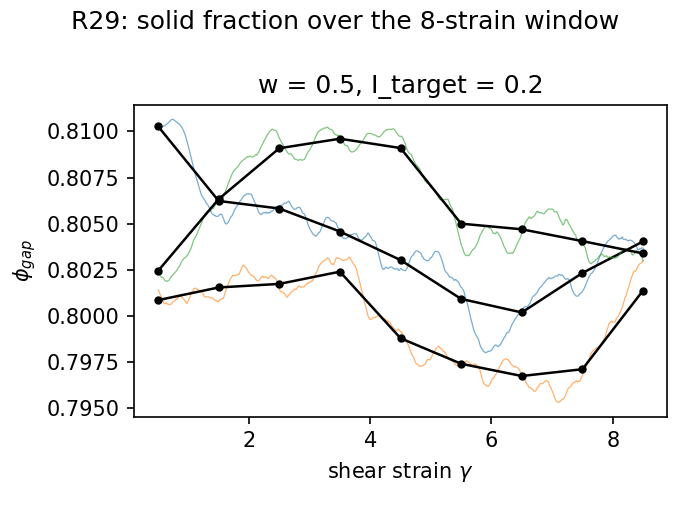 R29: solid fraction over the 8-strain window
w = 0.5, I_target = 0.2
0.8100
0.8075
0.8050
0.8025
0.8000
0.7975
0.7950
ϕ_gap
2 4 6 8
shear strain γ